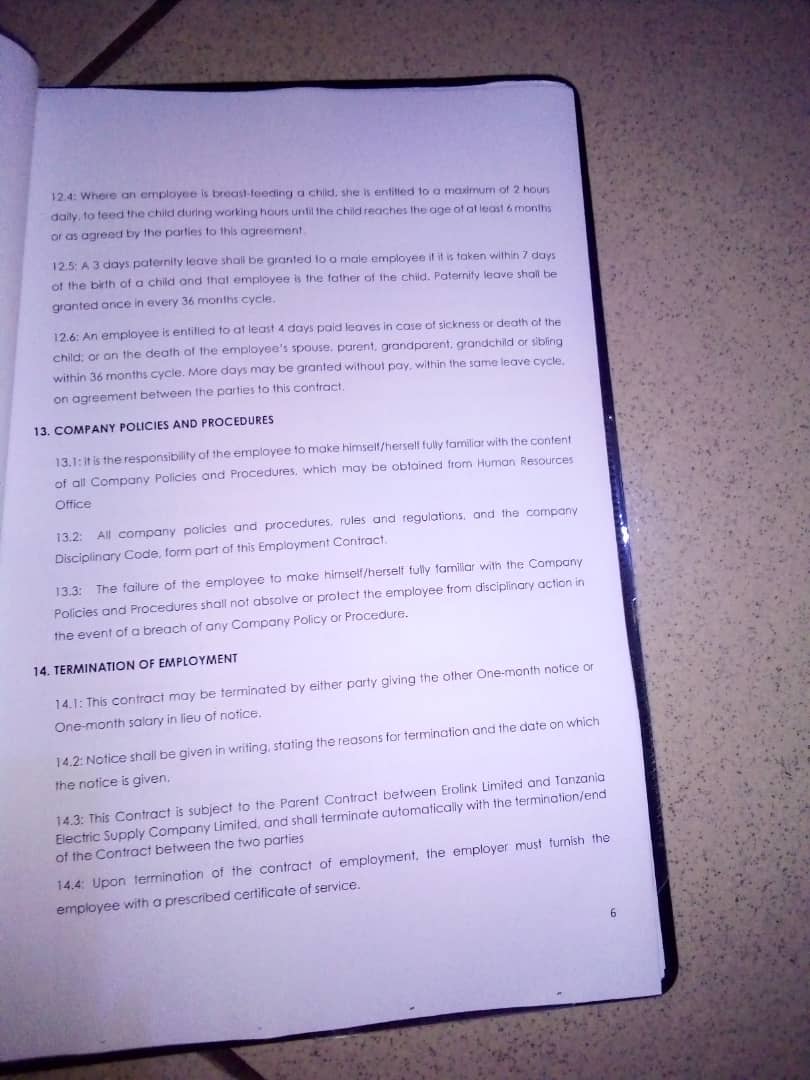 12.4: Where an employee is breast-feeding a child, she is entitled to a maximum of 2 hours
daily, to feed the child during working hours until the child reaches the age of at least 6 months
or as agreed by the parties to this agreement.
12.5: A 3 days paternity leave shall be granted to a male employee if it is taken within 7 days
of the birth of a child and that employee is the father of the child. Paternity leave shall be
granted once in every 36 months cycle.
12.6: An employee is entitled to at least 4 days paid leaves in case of sickness or death of the
child; or on the death of the employee's spouse, parent, grandparent, grandchild or sibling
within 36 months cycle. More days may be granted without pay, within the same leave cycle,
on agreement between the parties to this contract.
13. COMPANY POLICIES AND PROCEDURES
13.1: It is the responsibility of the employee to make himself/herself fully familiar with the content
of all Company Policies and Procedures, which may be obtained from Human Resources
Office
13.2: All company policies and procedures, rules and regulations, and the company
Disciplinary Code, form part of this Employment Contract.
13.3: The failure of the employee to make himself/herself fully familiar with the Company
Policies and Procedures shall not absolve or protect the employee from disciplinary action in
the event of a breach of any Company Policy or Procedure.
14. TERMINATION OF EMPLOYMENT
14.1: This contract may be terminated by either party giving the other One-month notice or
One-month salary in lieu of notice.
14.2: Notice shall be given in writing, stating the reasons for termination and the date on which
the notice is given.
14.3: This Contract is subject to the Parent Contract between Erolink Limited and Tanzania
Electric Supply Company Limited, and shall terminate automatically with the termination/end
of the Contract between the two parties
14.4: Upon termination of the contract of employment, the employer must furnish the
employee with a prescribed certificate of service.
6